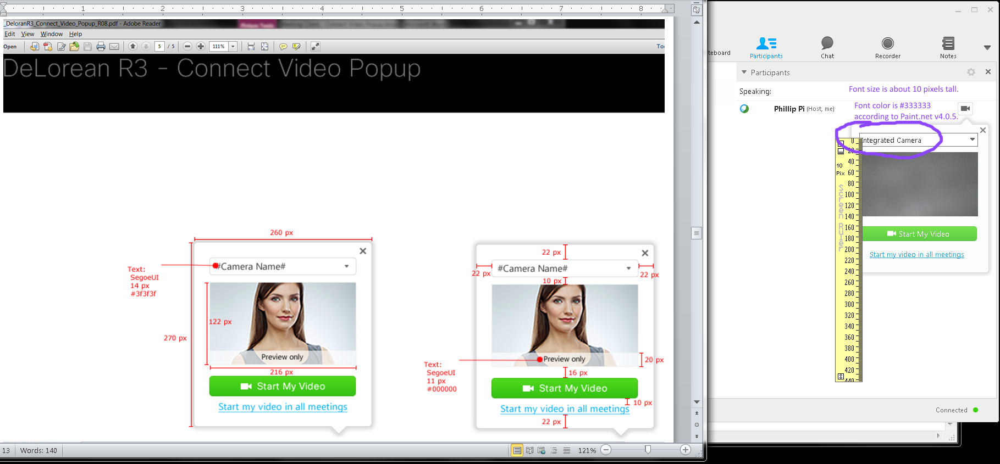 1 2 3 4 5 6 7 8
_DeloranR3_Connect_Video_Popup_R08.pdf - Adobe Reader
Picture Tools
Edit View Window Help
Open 5 / 5 111% To
DeLorean R3 - Connect Video Popup
260 px
Text:
SegoeUI
14 px
#3f3f3f
#Camera Name#
122 px
270 px
Preview only
216 px
Start My Video
Start my video in all meetings
22 px
#Camera Name#
22 px
22 px
10 px
Text:
SegoeUI
11 px
#000000
Preview only
20 px
16 px
Start My Video
10 px
Start my video in all meetings
22 px
13 Words: 140 121%
teboard Participants Chat Recorder Notes
Participants
Speaking:
Font size is about 10 pixels tall.
Phillip Pi (Host, me)
Font color is #333333
according to Paint.net v4.0.5.
Integrated Camera
0
20
40
10
Pix
60
80
100
120
140
160
180
200
220
240
260
280
300
320
340
360
380
400
420
440
Screen Ruler
Start My Video
Start my video in all meetings
Connected